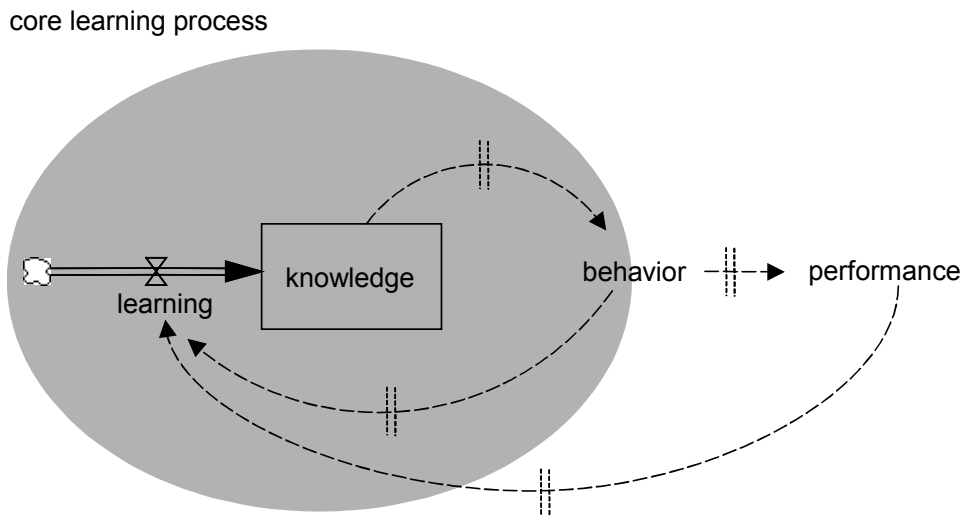 core learning process
knowledge
behavior
performance
learning